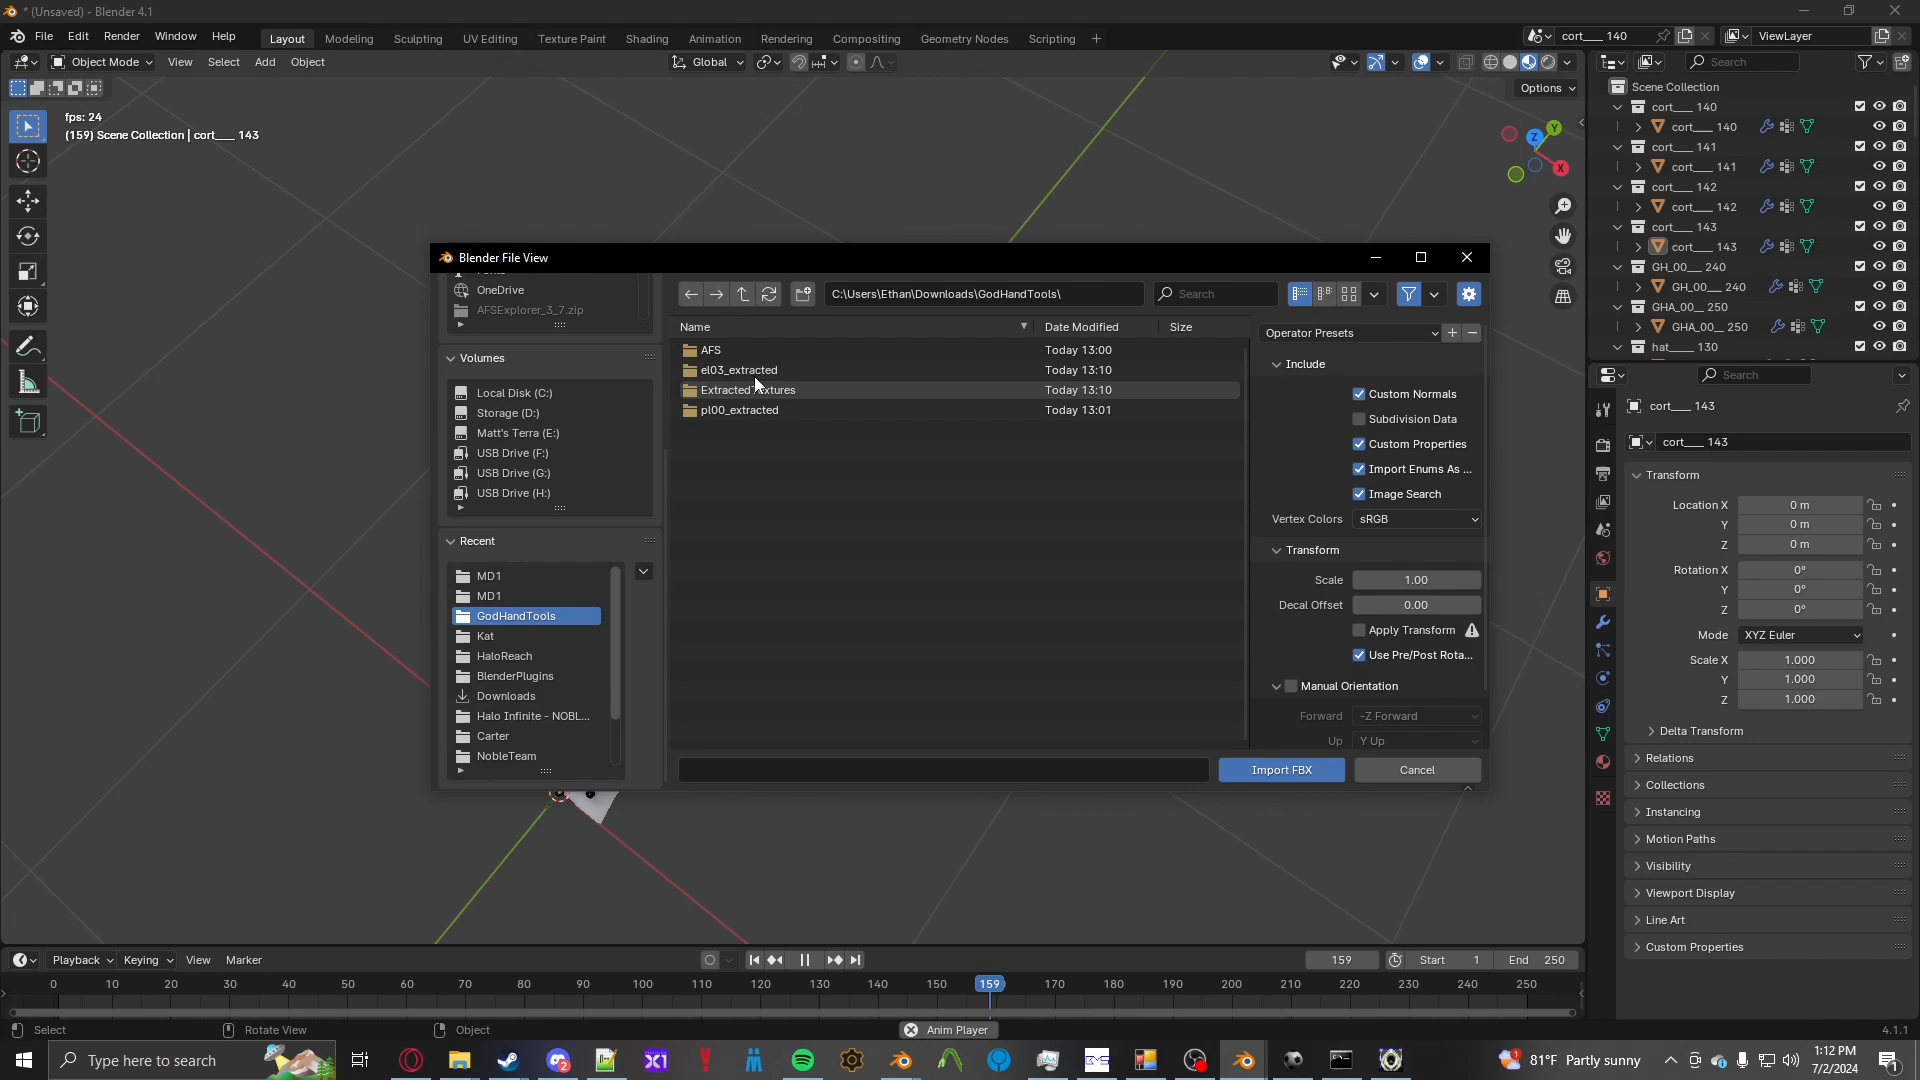 * (Unsaved) - Blender 4.1
File Edit Render Window Help
Layout Modeling Sculpting UV Editing Texture Paint Shading Animation Rendering Compositing Geometry Nodes Scripting +
cort___ 140
ViewLayer
Object Mode View Select Add Object
Global
Search
Options
fps: 24
(159) Scene Collection | cort___ 143
Z
Y
X
Scene Collection
cort___ 140
cort___ 140
cort___ 141
cort___ 141
cort___ 142
cort___ 142
cort___ 143
cort___ 143
GH_00___ 240
GH_00___ 240
GHA_00__ 250
GHA_00__ 250
hat____ 130
Blender File View
OneDrive
AFSExplorer_3_7.zip
Volumes
Local Disk (C:)
Storage (D:)
Matt's Terra (E:)
USB Drive (F:)
USB Drive (G:)
USB Drive (H:)
Recent
MD1
MD1
GodHandTools
Kat
HaloReach
BlenderPlugins
Downloads
Halo Infinite - NOBL...
Carter
NobleTeam
C:\Users\Ethan\Downloads\GodHandTools\
Search
Name Date Modified Size
AFS Today 13:00
el03_extracted Today 13:10
Extracted Today 13:10
pl00_extracted Today 13:01
Operator Presets
Include
Custom Normals
Subdivision Data
Custom Properties
Import Enums As ...
Image Search
Vertex Colors sRGB
Transform
Scale 1.00
Decal Offset 0.00
Apply Transform
Use Pre/Post Rota...
Manual Orientation
Forward -Z Forward
Up Y Up
Import FBX Cancel
Search
cort___ 143
cort___ 143
Transform
Location X 0 m
Y 0 m
Z 0 m
Rotation X 0°
Y 0°
Z 0°
Mode XYZ Euler
Scale X 1.000
Y 1.000
Z 1.000
Delta Transform
Relations
Collections
Instancing
Motion Paths
Visibility
Viewport Display
Line Art
Custom Properties
Playback Keying View Marker
159 Start 1 End 250
0 10 20 30 40 50 60 70 80 90 100 110 120 130 140 150 159 170 180 190 200 210 220 230 240 250
Select Rotate View Object Anim Player 4.1.1
Type here to search
81°F Partly sunny
1:12 PM
7/2/2024